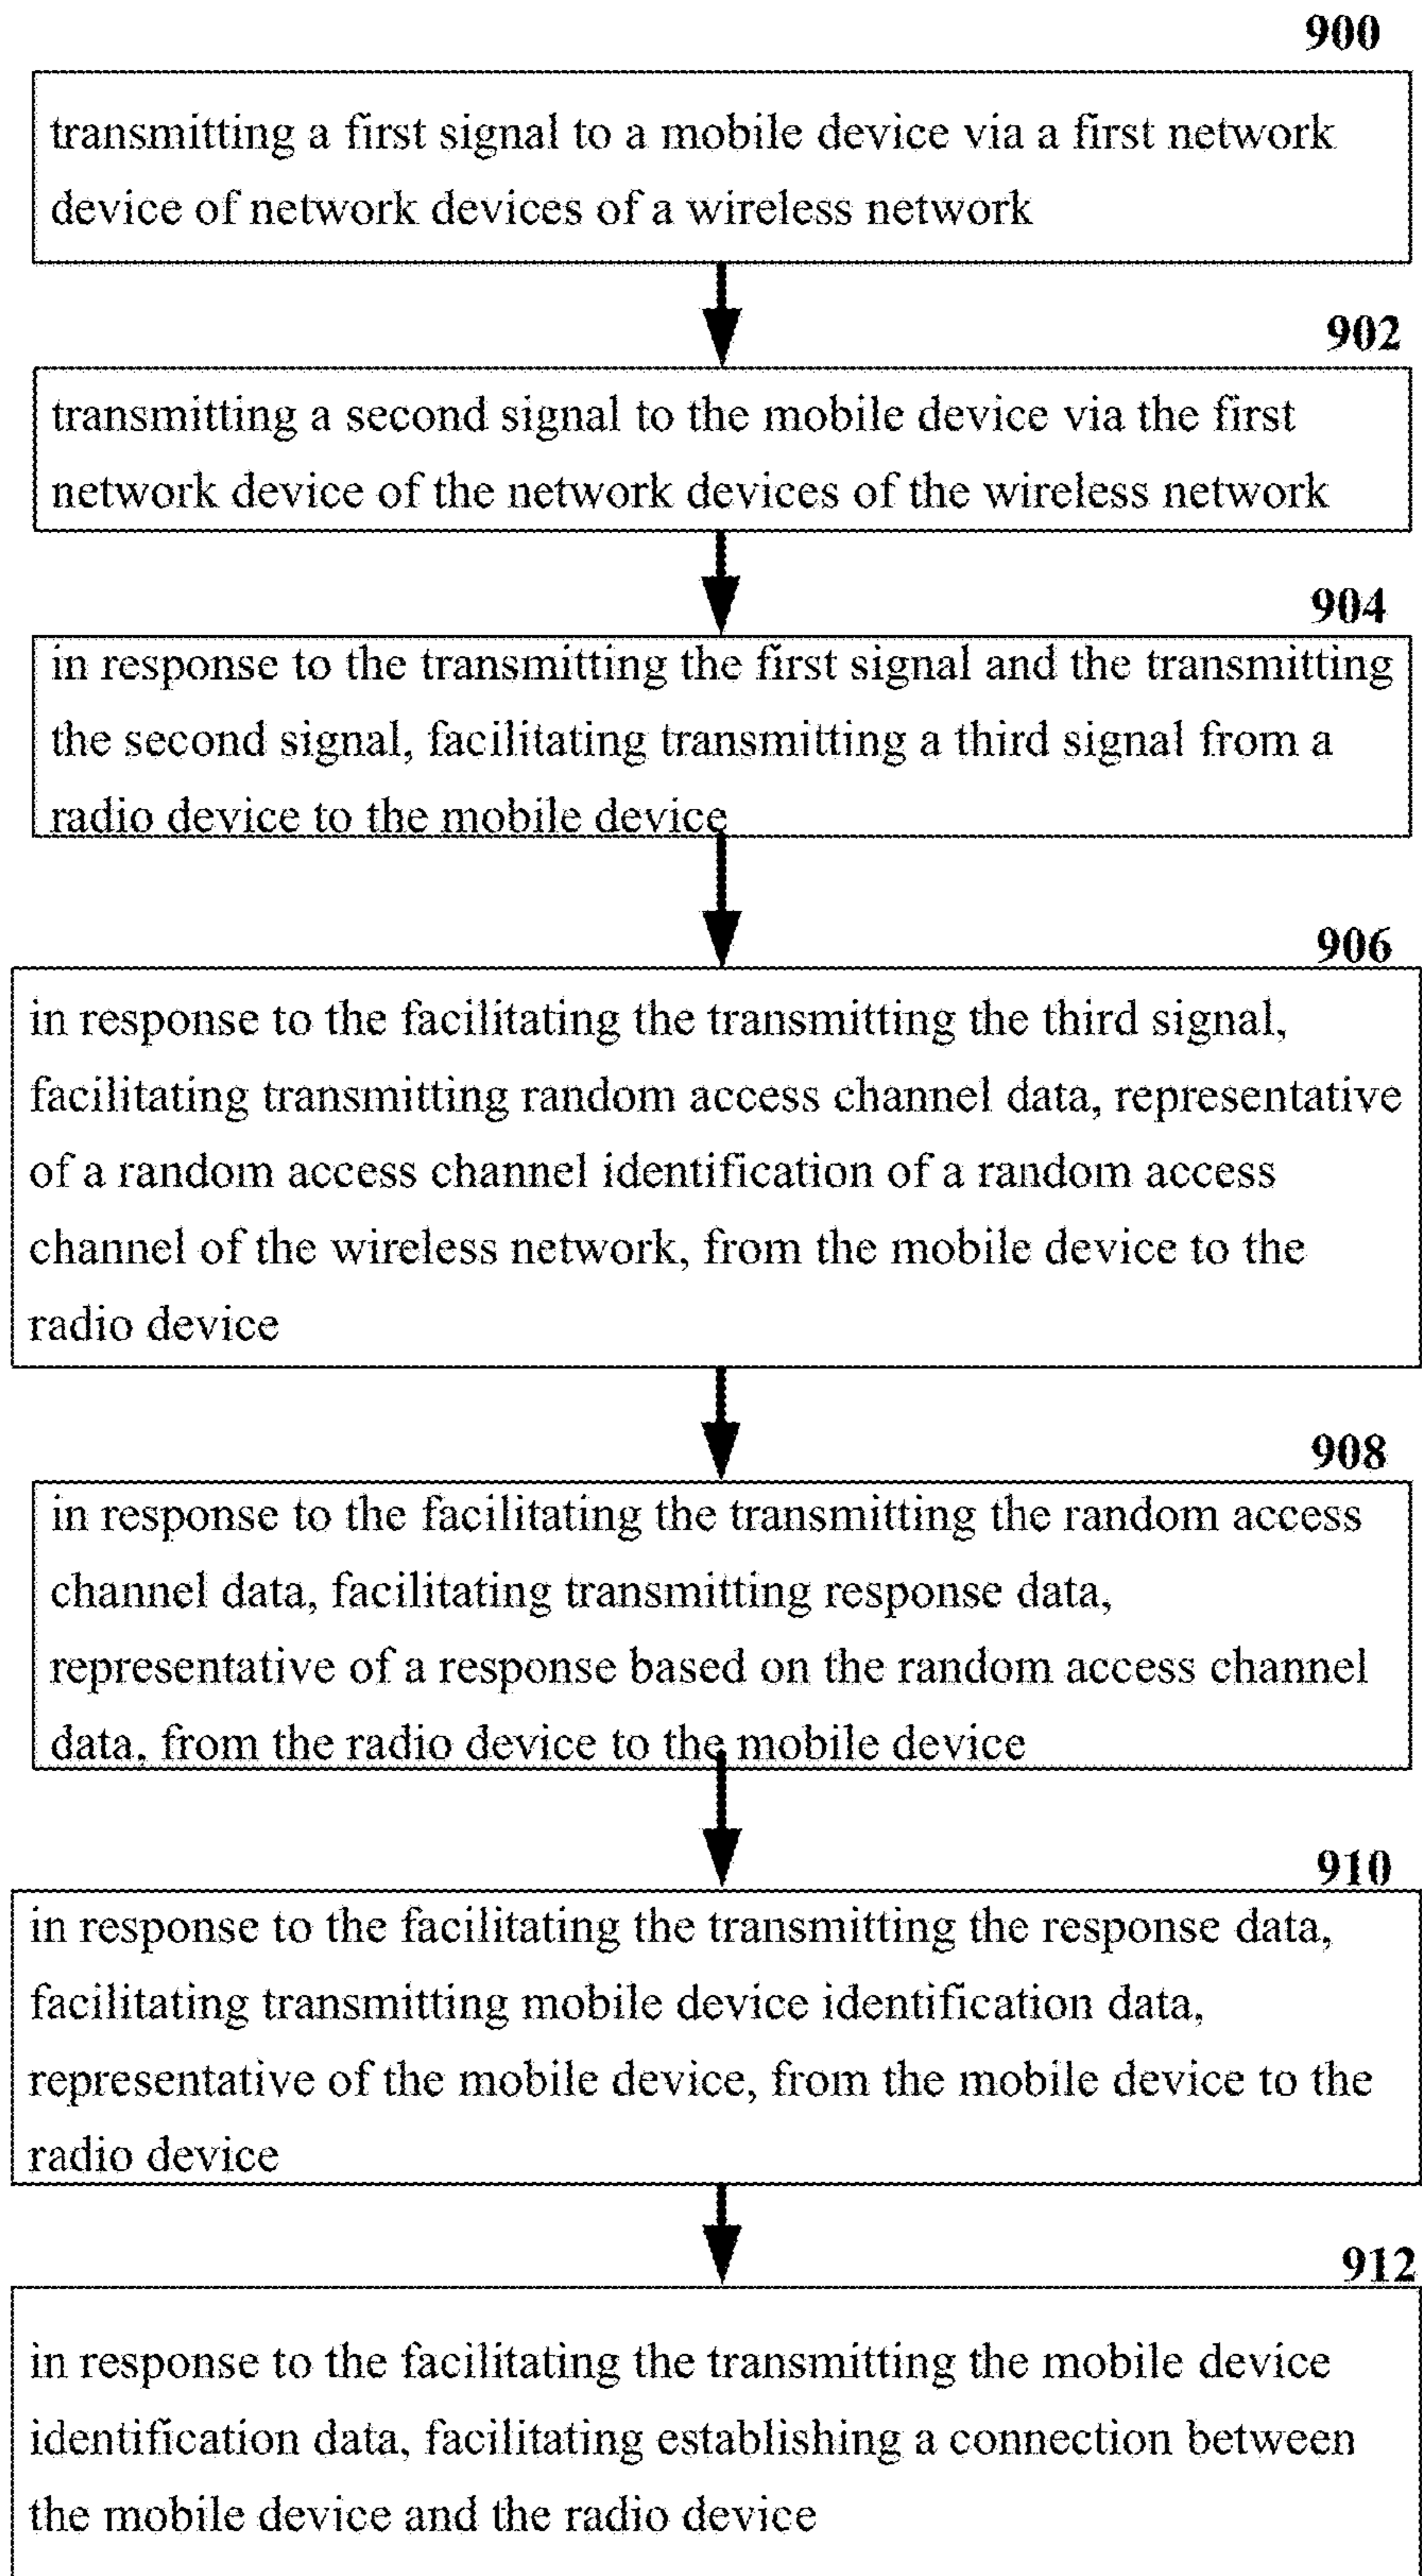 900
transmitting a first signal to a mobile device via a first network
device of network devices of a wireless network
902
transmitting a second signal to the mobile device via the first
network device of the network devices of the wireless network
904
in response to the transmitting the first signal and the transmitting
the second signal, facilitating transmitting a third signal from a
radio device to the mobile device
906
in response to the facilitating the transmitting the third signal,
facilitating transmitting random access channel data, representative
of a random access channel identification of a random access
channel of the wireless network, from the mobile device to the
radio device
908
in response to the facilitating the transmitting the random access
channel data, facilitating transmitting response data,
representative of a response based on the random access channel
data, from the radio device to the mobile device
910
in response to the facilitating the transmitting the response data,
facilitating transmitting mobile device identification data,
representative of the mobile device, from the mobile device to the
radio device
912
in response to the facilitating the transmitting the mobile device
identification data, facilitating establishing a connection between
the mobile device and the radio device